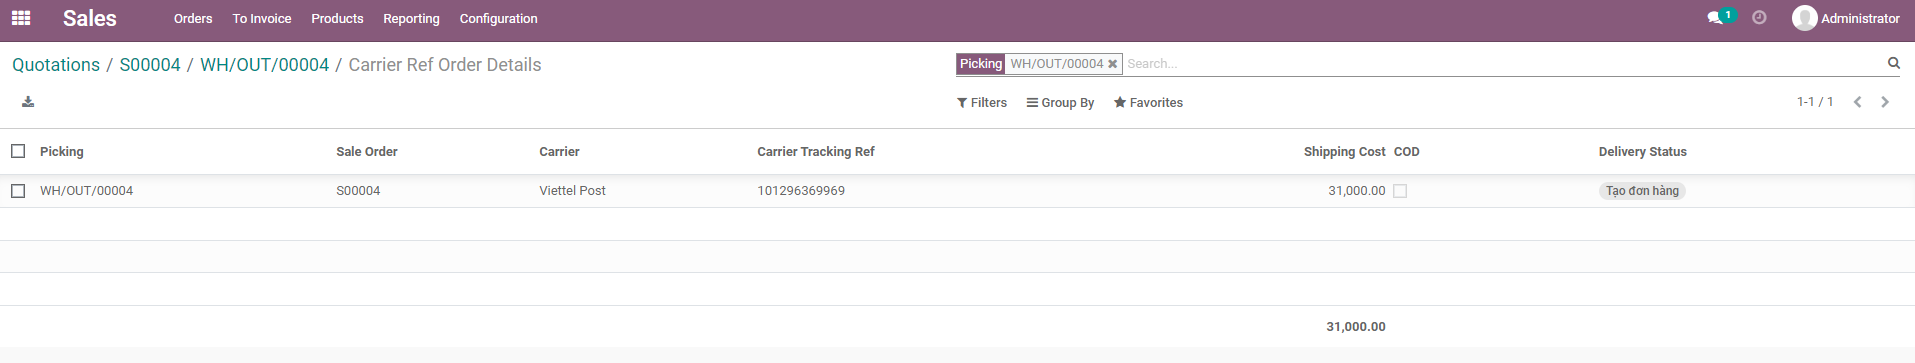 Sales Orders To Invoice Products Reporting Configuration 1 Administrator
Quotations / S00004 / WH/OUT/00004 / Carrier Ref Order Details
Picking WH/OUT/00004 Search...
Filters Group By Favorites 1-1 / 1
Picking Sale Order Carrier Carrier Tracking Ref Shipping Cost COD Delivery Status
WH/OUT/00004 S00004 Viettel Post 101296369969 31,000.00 Tạo đơn hàng
31,000.00